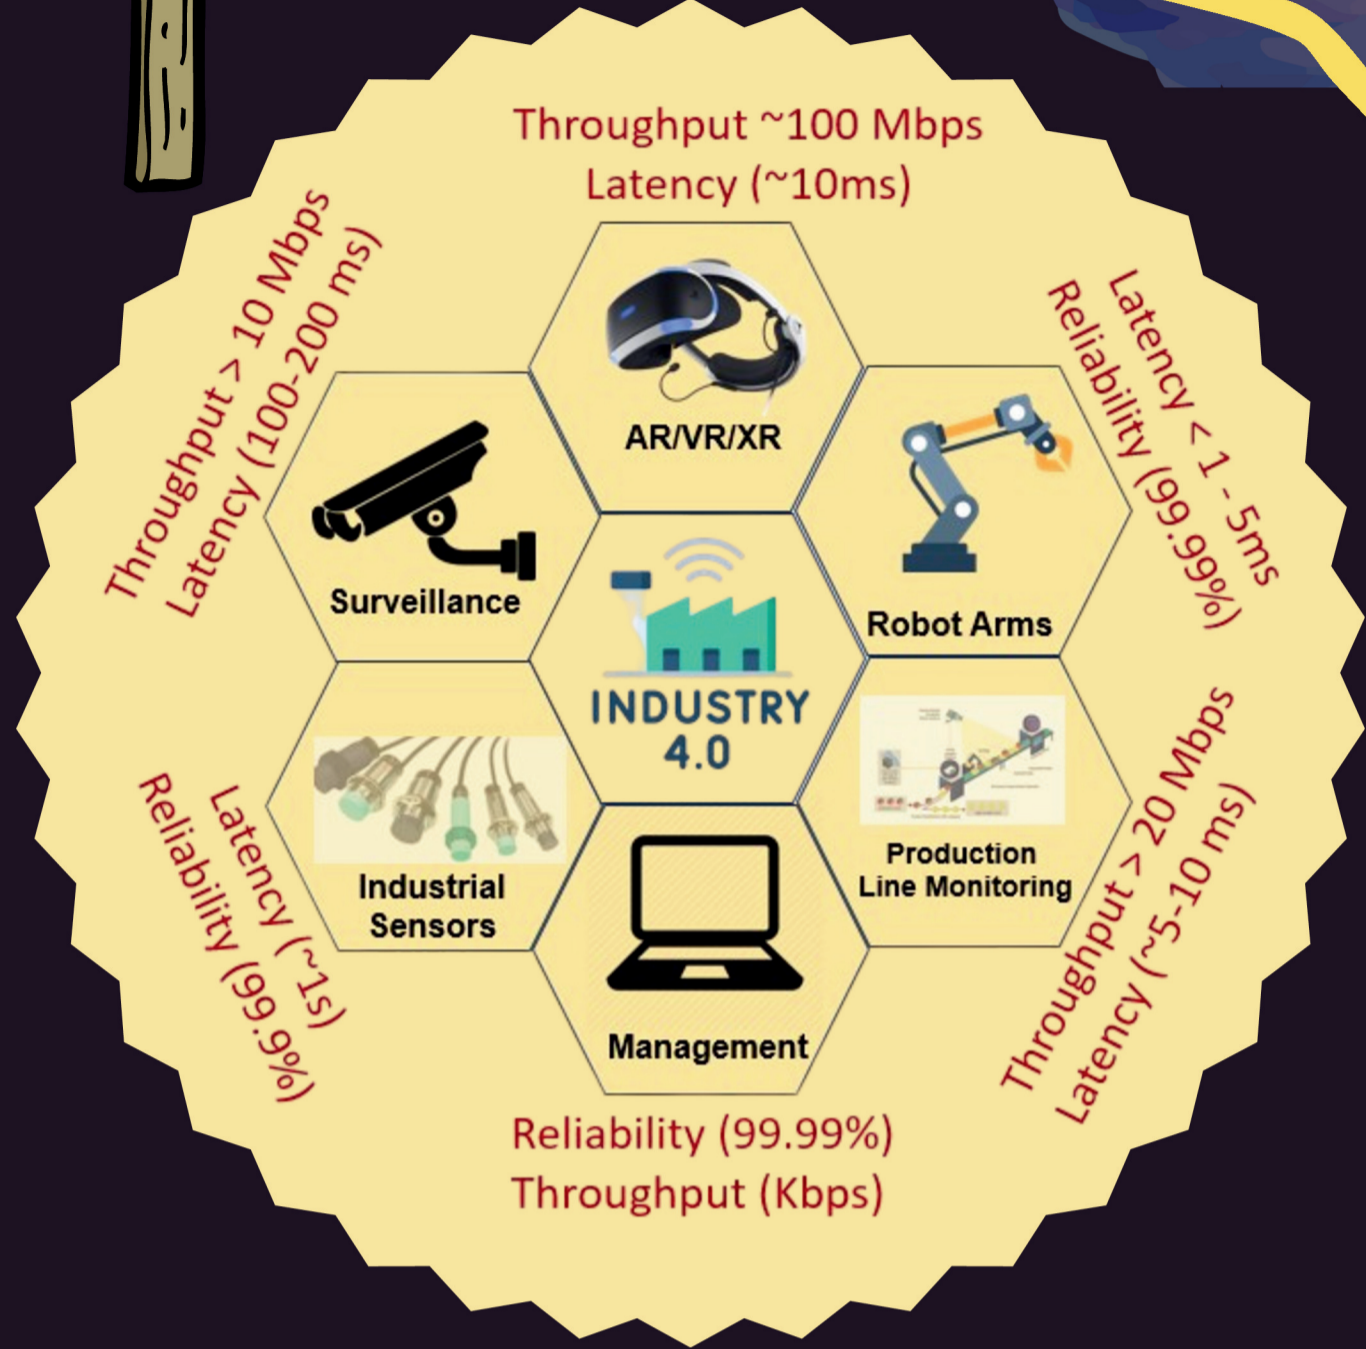 Throughput ~100 Mbps
Latency (~10ms)
AR/VR/XR
Throughput > 10 Mbps
Latency (100-200 ms)
Surveillance
Latency < 1 - 5ms
Reliability (99.99%)
Robot Arms
INDUSTRY
4.0
Latency (~1s)
Reliability (99.9%)
Industrial
Sensors
Production
Line Monitoring
Throughput > 20 Mbps
Latency (~5-10 ms)
Management
Reliability (99.99%)
Throughput (Kbps)